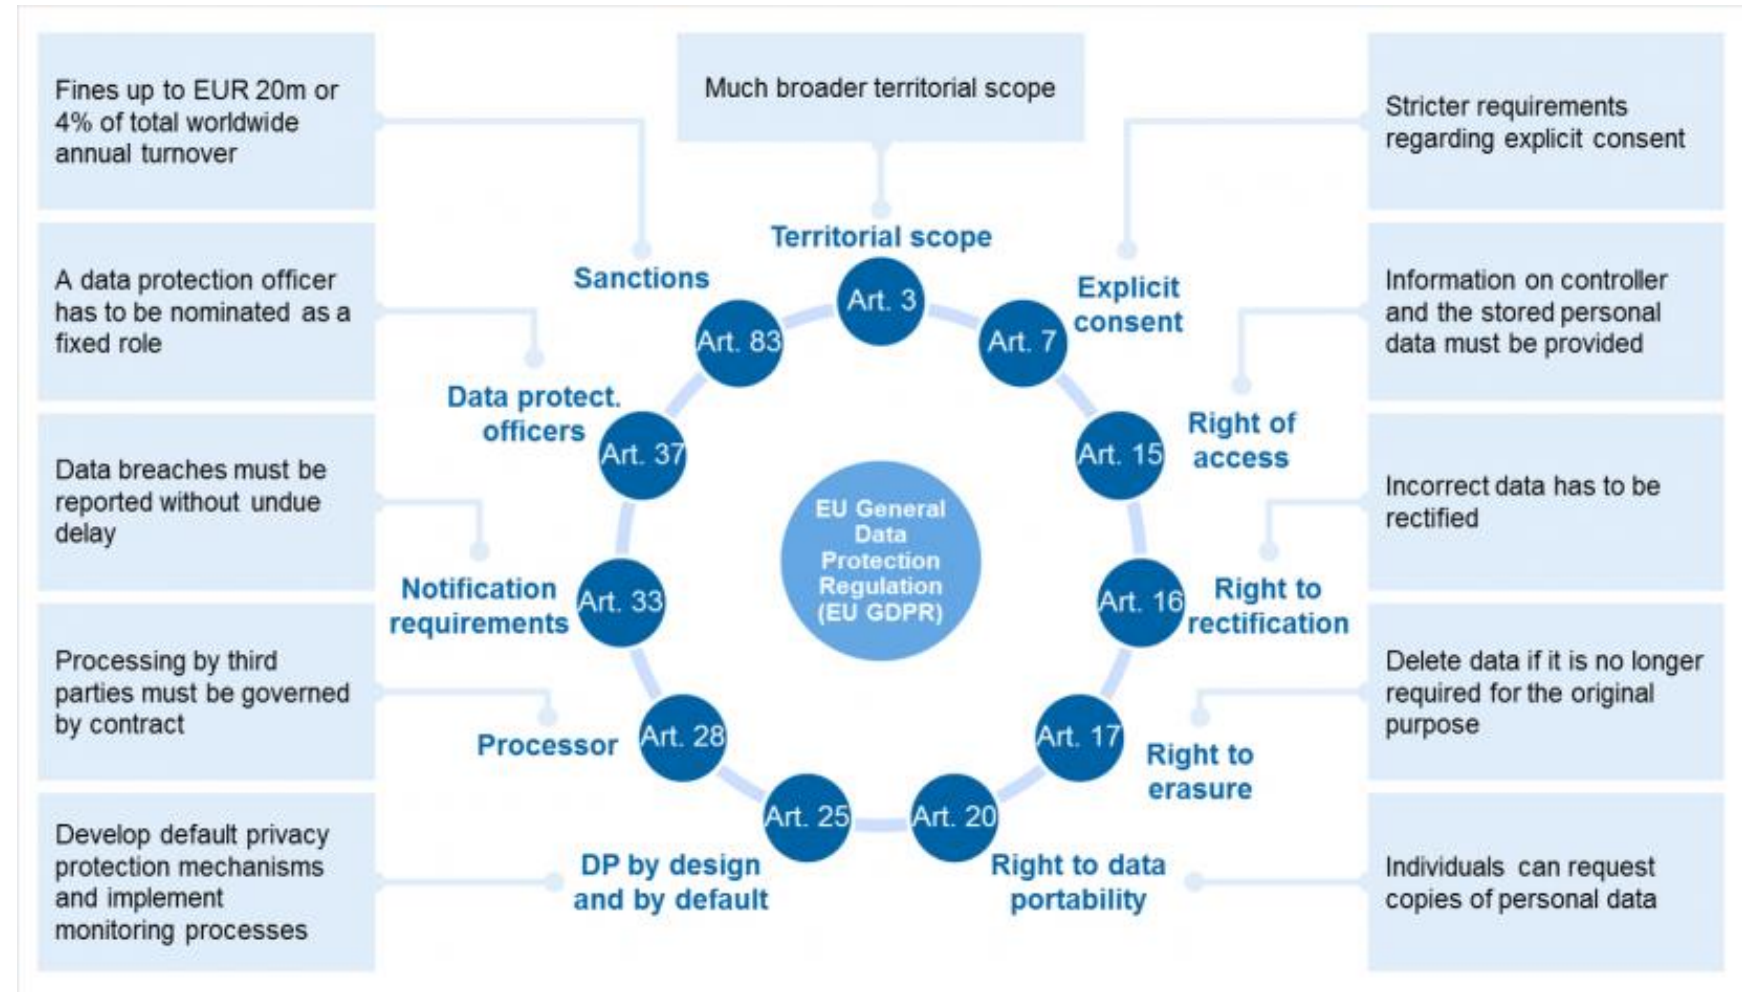 Fines up to EUR 20m or
4% of total worldwide
annual turnover
Much broader territorial scope
Stricter requirements
regarding explicit consent
A data protection officer
has to be nominated as a
fixed role
Information on controller
and the stored personal
data must be provided
Data breaches must be
reported without undue
delay
Incorrect data has to be
rectified
Processing by third
parties must be governed
by contract
Delete data if it is no longer
required for the original
purpose
Develop default privacy
protection mechanisms
and implement
monitoring processes
Individuals can request
copies of personal data
Territorial scope
Art. 3
Explicit
consent
Art. 7
Right of
access
Art. 15
Right to
rectification
Art. 16
Right to
erasure
Art. 17
Right to data
portability
Art. 20
DP by design
and by default
Art. 25
Processor
Art. 28
Notification
requirements
Art. 33
Data protect.
officers
Art. 37
Sanctions
Art. 83
EU General
Data
Protection
Regulation
(EU GDPR)